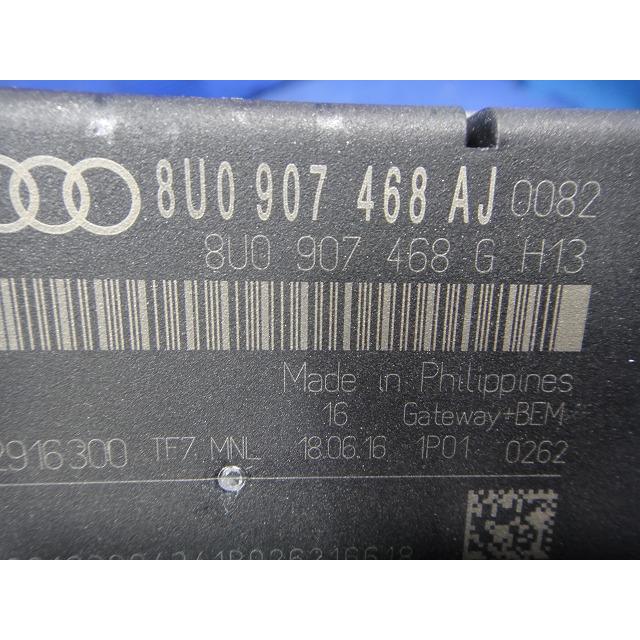 8U0 907 468 AJ 0082
8U0 907 468 G H13
Made in Philippines
16 Gateway+BEM
2916300 TF7 MNL 18.06.16 1P01 0262